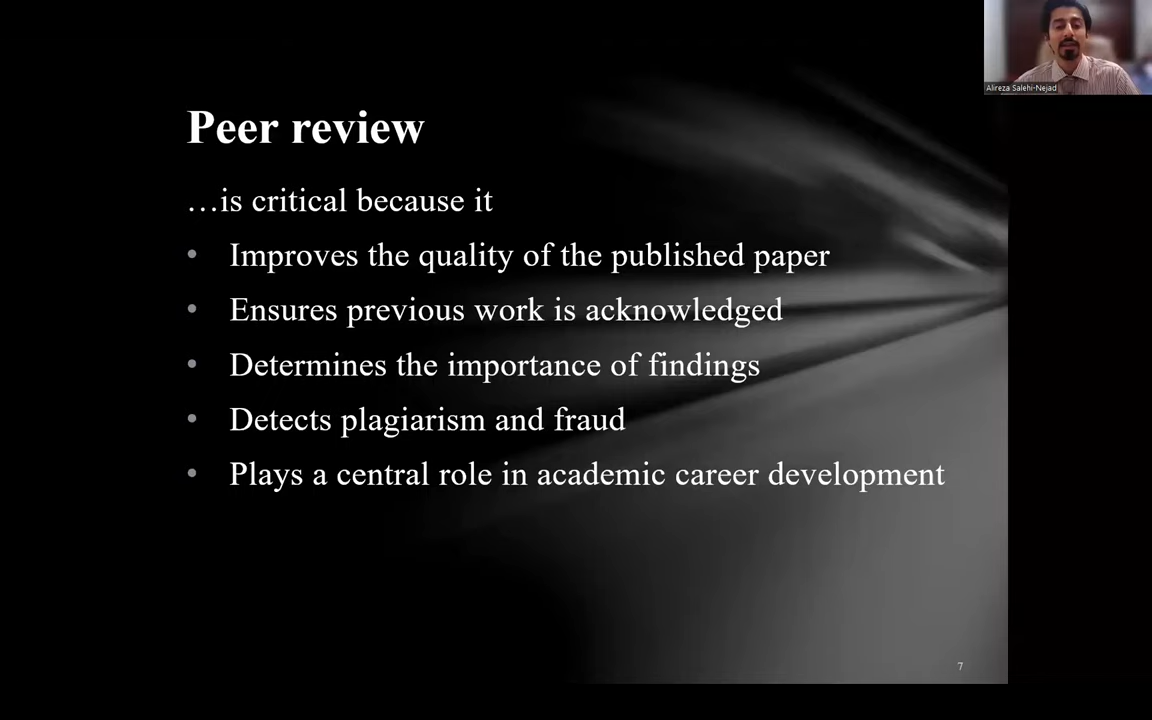 Alireza Salehi-Nejad
Peer review
…is critical because it
• Improves the quality of the published paper
• Ensures previous work is acknowledged
• Determines the importance of findings
• Detects plagiarism and fraud
• Plays a central role in academic career development
7